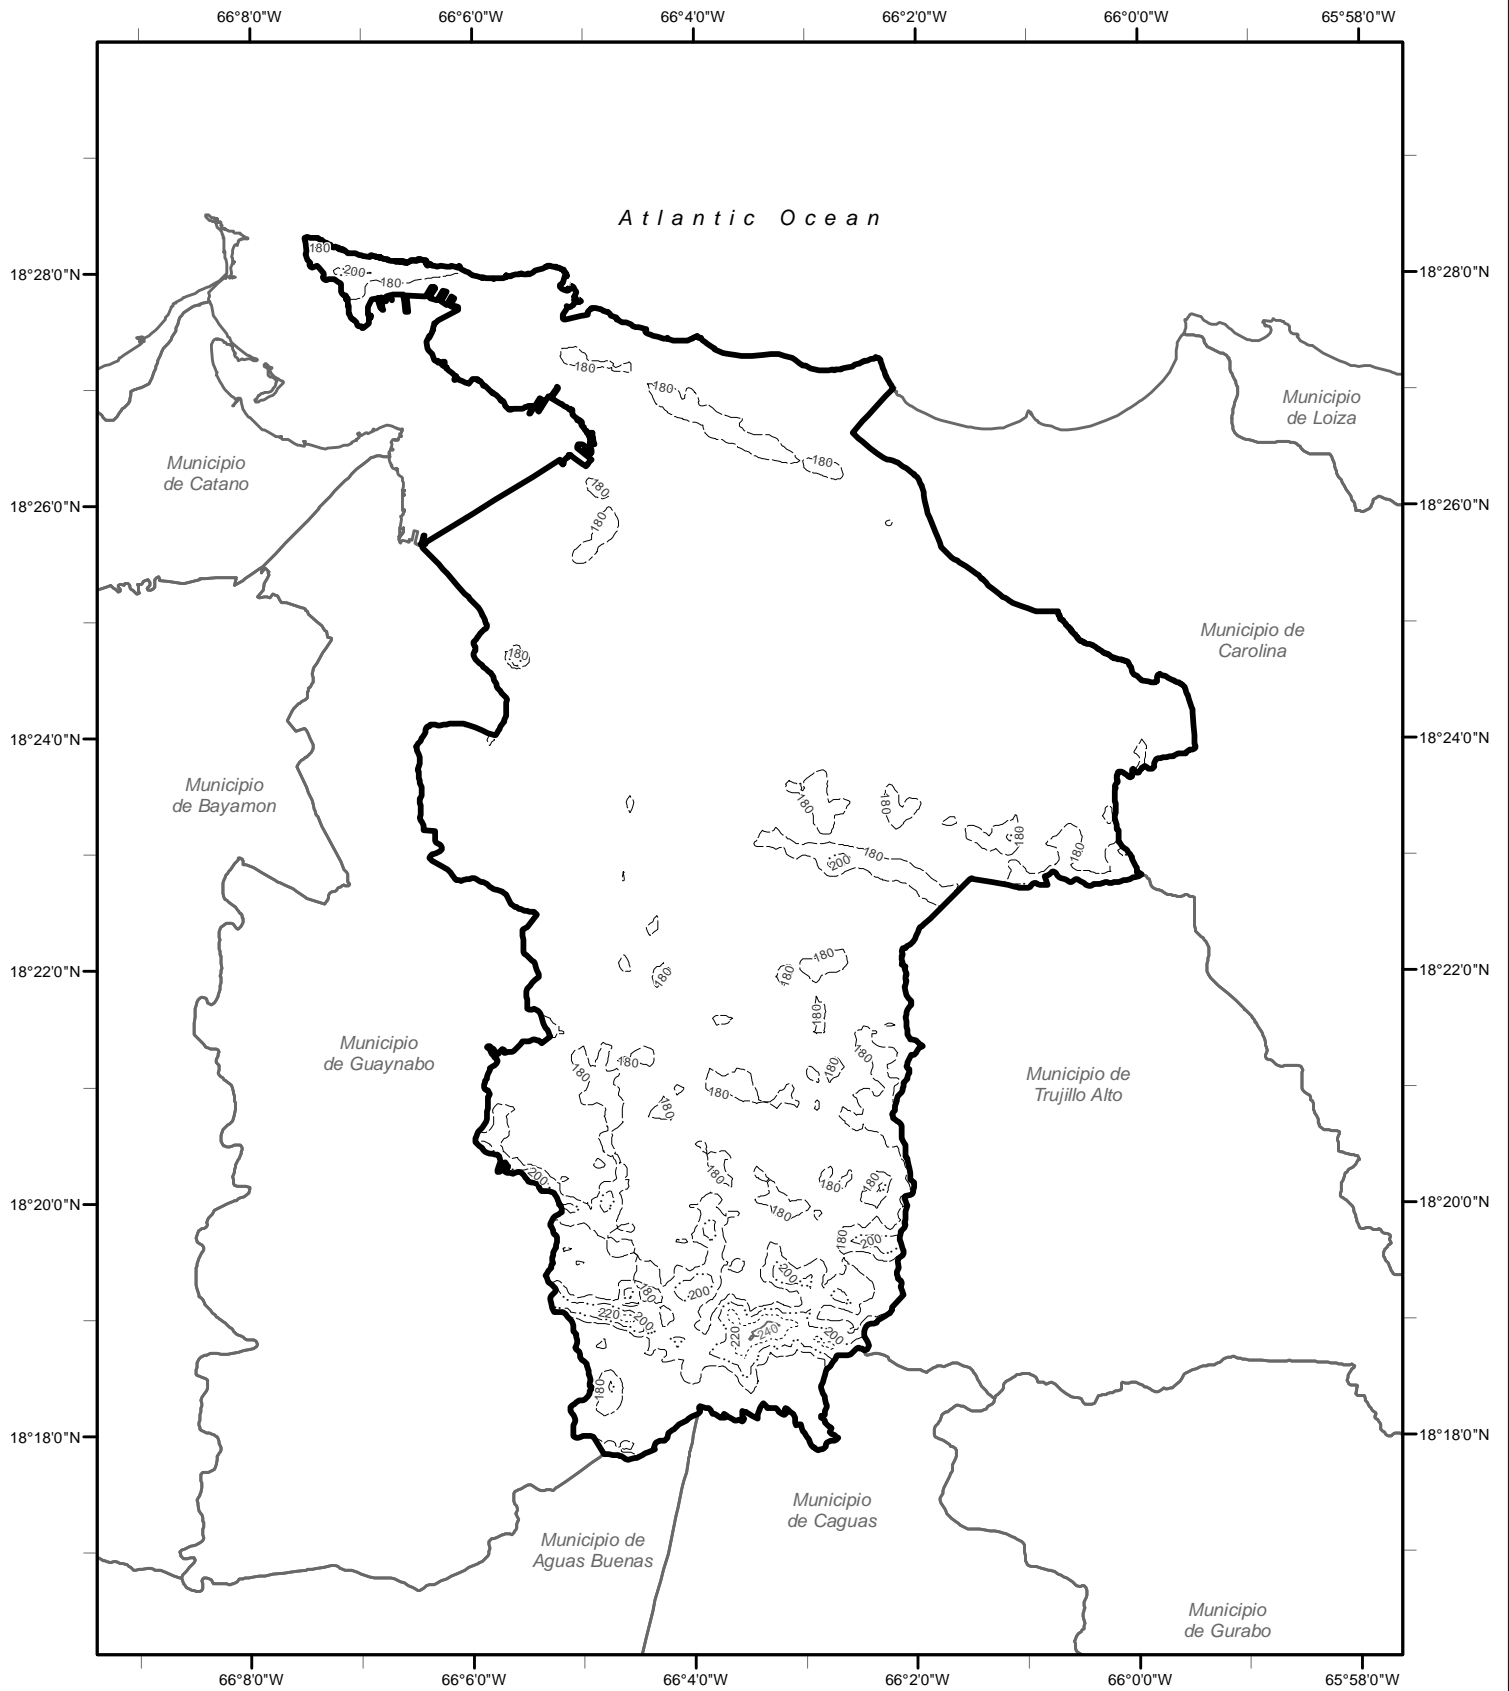 66°8'0"W
66°6'0"W
66°4'0"W
66°2'0"W
66°0'0"W
65°58'0"W
Atlantic Ocean
180
18°28'0"N
200
180
18°28'0"N
180
180
Municipio
de Loiza
180
Municipio
de Catano
180
18°26'0"N
180
18°26'0"N
Municipio de
Carolina
180
18°24'0"N
18°24'0"N
Municipio
de Bayamon
180
180
180
180
180
200
180
18°22'0"N
180
180
18°22'0"N
180
180
Municipio
de Guaynabo
180
180
180
180
Municipio de
Trujillo Alto
180
180
180
200
180
180
180
18°20'0"N
180
18°20'0"N
180
200
200
180
200
220
200
220
240
200
180
18°18'0"N
18°18'0"N
Municipio
de Caguas
Municipio de
Aguas Buenas
Municipio
de Gurabo
66°8'0"W
66°6'0"W
66°4'0"W
66°2'0"W
66°0'0"W
65°58'0"W